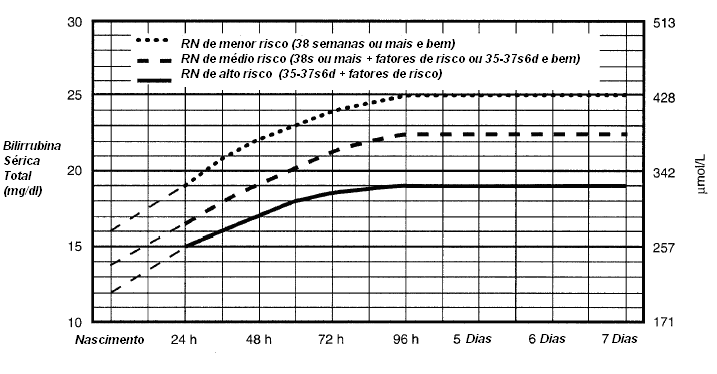 30
513
RN de menor risco (38 semanas ou mais e bem)
RN de médio risco (38s ou mais + fatores de risco ou 35-37s6d e bem)
RN de alto risco (35-37s6d + fatores de risco)
25
428
Bilirrubina
Sérica
Total
(mg/dl)
20
342
µmol/L
15
257
10
171
Nascimento 24 h 48 h 72 h 96 h 5 Dias 6 Dias 7 Dias